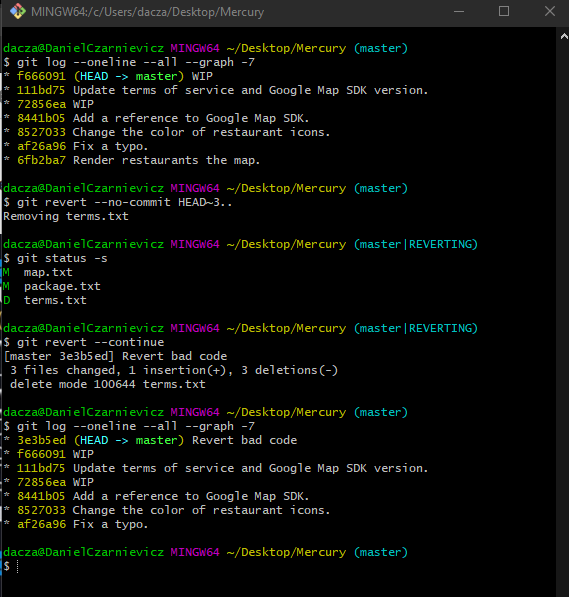 MINGW64:/c/Users/dacza/Desktop/Mercury
dacza@DanielCzarnievicz MINGW64 ~/Desktop/Mercury (master)
$ git log --oneline --all --graph -7
* f666091 (HEAD -> master) WIP
* 111bd75 Update terms of service and Google Map SDK version.
* 72856ea WIP
* 8441b05 Add a reference to Google Map SDK.
* 8527033 Change the color of restaurant icons.
* af26a96 Fix a typo.
* 6fb2ba7 Render restaurants the map.
dacza@DanielCzarnievicz MINGW64 ~/Desktop/Mercury (master)
$ git revert --no-commit HEAD~3..
Removing terms.txt
dacza@DanielCzarnievicz MINGW64 ~/Desktop/Mercury (master|REVERTING)
$ git status -s
M  map.txt
M  package.txt
D  terms.txt
dacza@DanielCzarnievicz MINGW64 ~/Desktop/Mercury (master|REVERTING)
$ git revert --continue
[master 3e3b5ed] Revert bad code
 3 files changed, 1 insertion(+), 3 deletions(-)
 delete mode 100644 terms.txt
dacza@DanielCzarnievicz MINGW64 ~/Desktop/Mercury (master)
$ git log --oneline --all --graph -7
* 3e3b5ed (HEAD -> master) Revert bad code
* f666091 WIP
* 111bd75 Update terms of service and Google Map SDK version.
* 72856ea WIP
* 8441b05 Add a reference to Google Map SDK.
* 8527033 Change the color of restaurant icons.
* af26a96 Fix a typo.
dacza@DanielCzarnievicz MINGW64 ~/Desktop/Mercury (master)
$